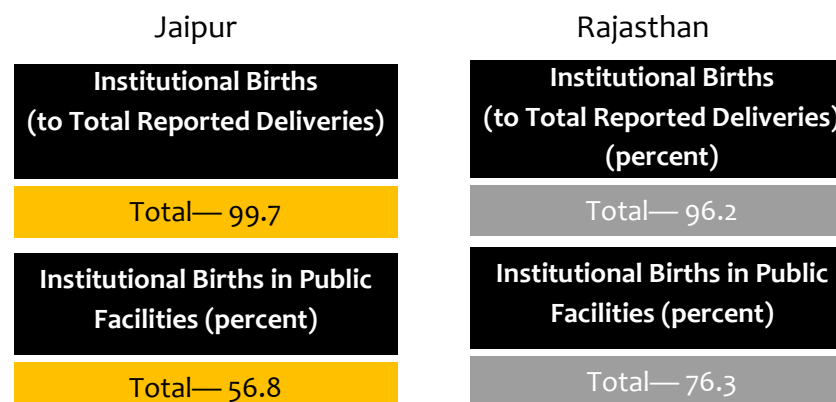 Jaipur
Institutional Births
(to Total Reported Deliveries)
Total— 99.7
Institutional Births in Public
Facilities (percent)
Total— 56.8
Rajasthan
Institutional Births
(to Total Reported Deliveries)
(percent)
Total— 96.2
Institutional Births in Public
Facilities (percent)
Total— 76.3